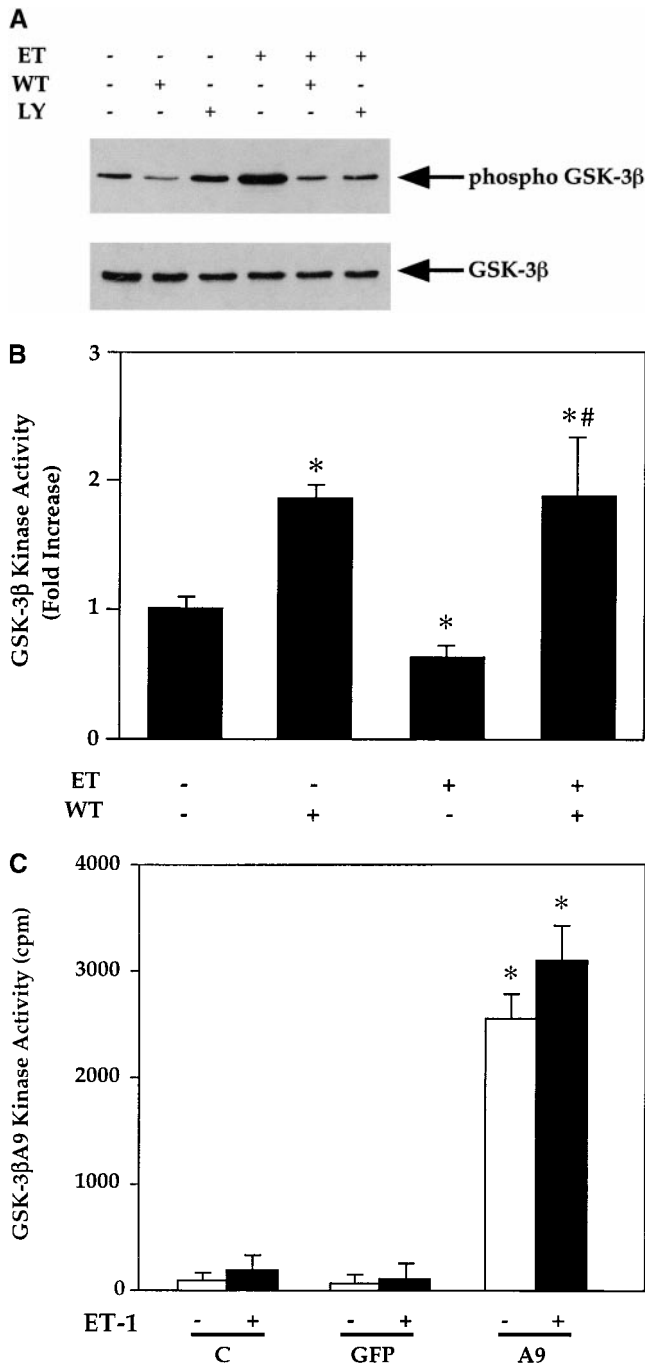 A
ET - - - + + +
WT - + - - + -
LY - - + - - +
phospho GSK-3β
GSK-3β
B
GSK-3β Kinase Activity
(Fold Increase)
3
2
1
0
*
*
*#
ET - - + +
WT - + - +
C
GSK-3βA9 Kinase Activity (cpm)
4000
3000
2000
1000
0
*
*
ET-1 - + - + - +
C GFP A9